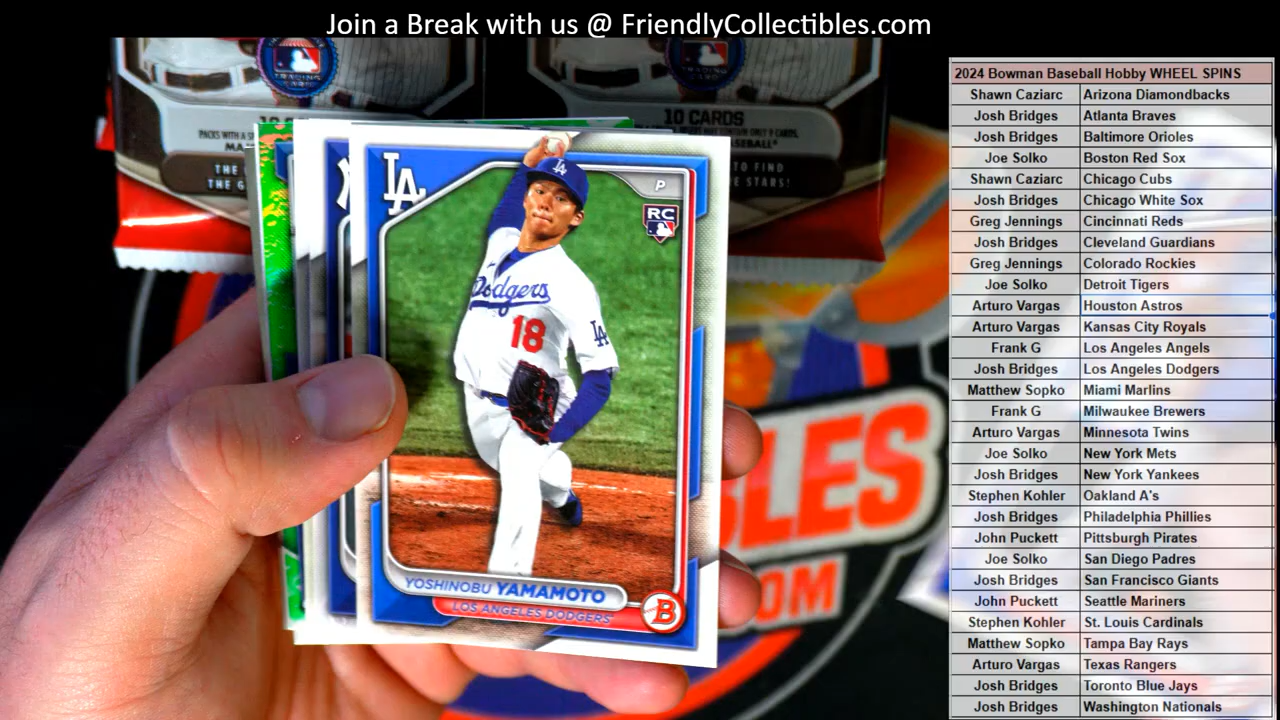 Join a Break with us @ FriendlyCollectibles.com
10 CARDS
THE
THE G
TO FIND
E STARS!
LA
P
RC
Dodgers
18
LA
YOSHINOBU YAMAMOTO
LOS ANGELES DODGERS
B
BLES
.COM
2024 Bowman Baseball Hobby WHEEL SPINS
Shawn Caziarc Arizona Diamondbacks
Josh Bridges Atlanta Braves
Josh Bridges Baltimore Orioles
Joe Solko Boston Red Sox
Shawn Caziarc Chicago Cubs
Josh Bridges Chicago White Sox
Greg Jennings Cincinnati Reds
Josh Bridges Cleveland Guardians
Greg Jennings Colorado Rockies
Joe Solko Detroit Tigers
Arturo Vargas Houston Astros
Arturo Vargas Kansas City Royals
Frank G Los Angeles Angels
Josh Bridges Los Angeles Dodgers
Matthew Sopko Miami Marlins
Frank G Milwaukee Brewers
Arturo Vargas Minnesota Twins
Joe Solko New York Mets
Josh Bridges New York Yankees
Stephen Kohler Oakland A's
Josh Bridges Philadelphia Phillies
John Puckett Pittsburgh Pirates
Joe Solko San Diego Padres
Josh Bridges San Francisco Giants
John Puckett Seattle Mariners
Stephen Kohler St. Louis Cardinals
Matthew Sopko Tampa Bay Rays
Arturo Vargas Texas Rangers
Josh Bridges Toronto Blue Jays
Josh Bridges Washington Nationals